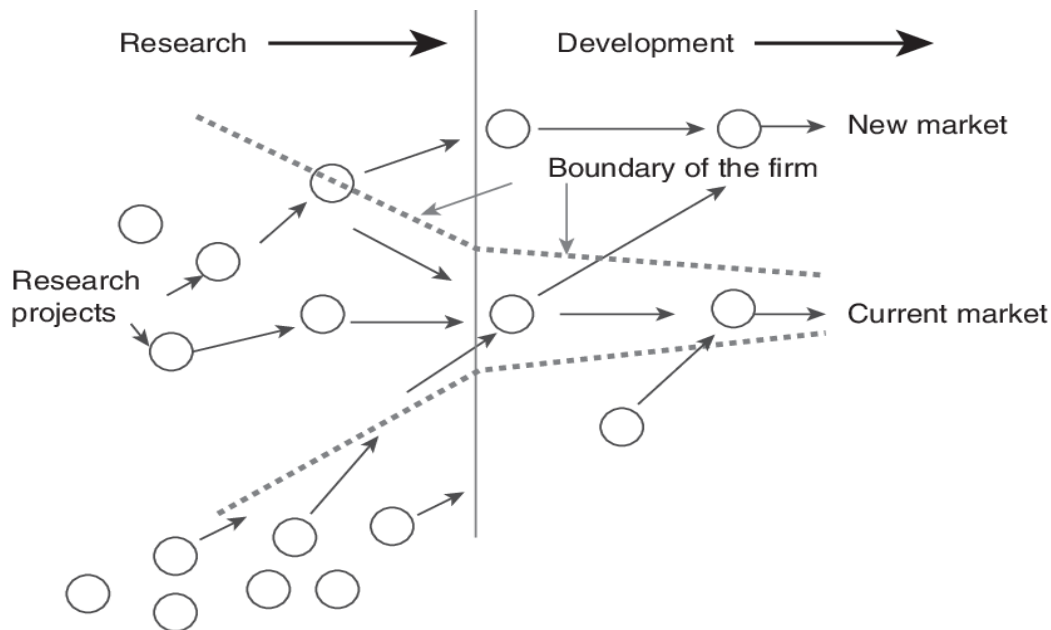 Research
Development
New market
Boundary of the firm
Research
projects
Current market